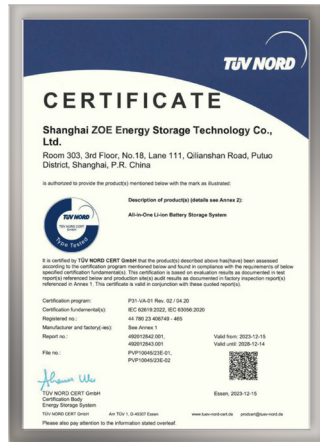 TÜV NORD
CERTIFICATE
Shanghai ZOE Energy Storage Technology Co.,
Ltd.
Room 303, 3rd Floor, No.18, Lane 111, Qilianshan Road, Putuo
District, Shanghai, P.R. China
is authorized to provide the product(s) mentioned below with the mark as illustrated:
Description of product(s) (details see Annex 2):
All-in-One Li-ion Battery Storage System
TÜV NORD
TÜV NORD CERT
GmbH
Type Tested
It is certified by TÜV NORD CERT GmbH that the product(s) described above has(have) been assessed
according to the certification program mentioned below and found in compliance with the requirements of below
specified certification fundamental(s). This certification is based on evaluation results as documented in test
report(s) referenced below and production site(s) audit results as documented in factory inspection report(s)
referenced in Annex 1. This certificate is valid in conjunction with these quoted report(s).
Certification program: P31-VA-01 Rev. 02 / 04.20
Certification fundamental(s): IEC 62619:2022, IEC 63056:2020
Registered no.: 44 780 23 406749 - 465
Manufacturer and factory(-ies): See Annex 1
Report no.: 492012842.001, Valid from: 2023-12-15
492012843.001 Valid until: 2028-12-14
File no.: PVP10945/23E-01,
PVP10945/23E-02
TÜV NORD CERT GmbH Essen, 2023-12-15
Certification Body
Energy Storage System
TÜV NORD CERT GmbH Am TÜV 1, D-45307 Essen www.tuev-nord-cert.de prodcert@tuev-nord.de
Please also pay attention to the information stated overleaf.